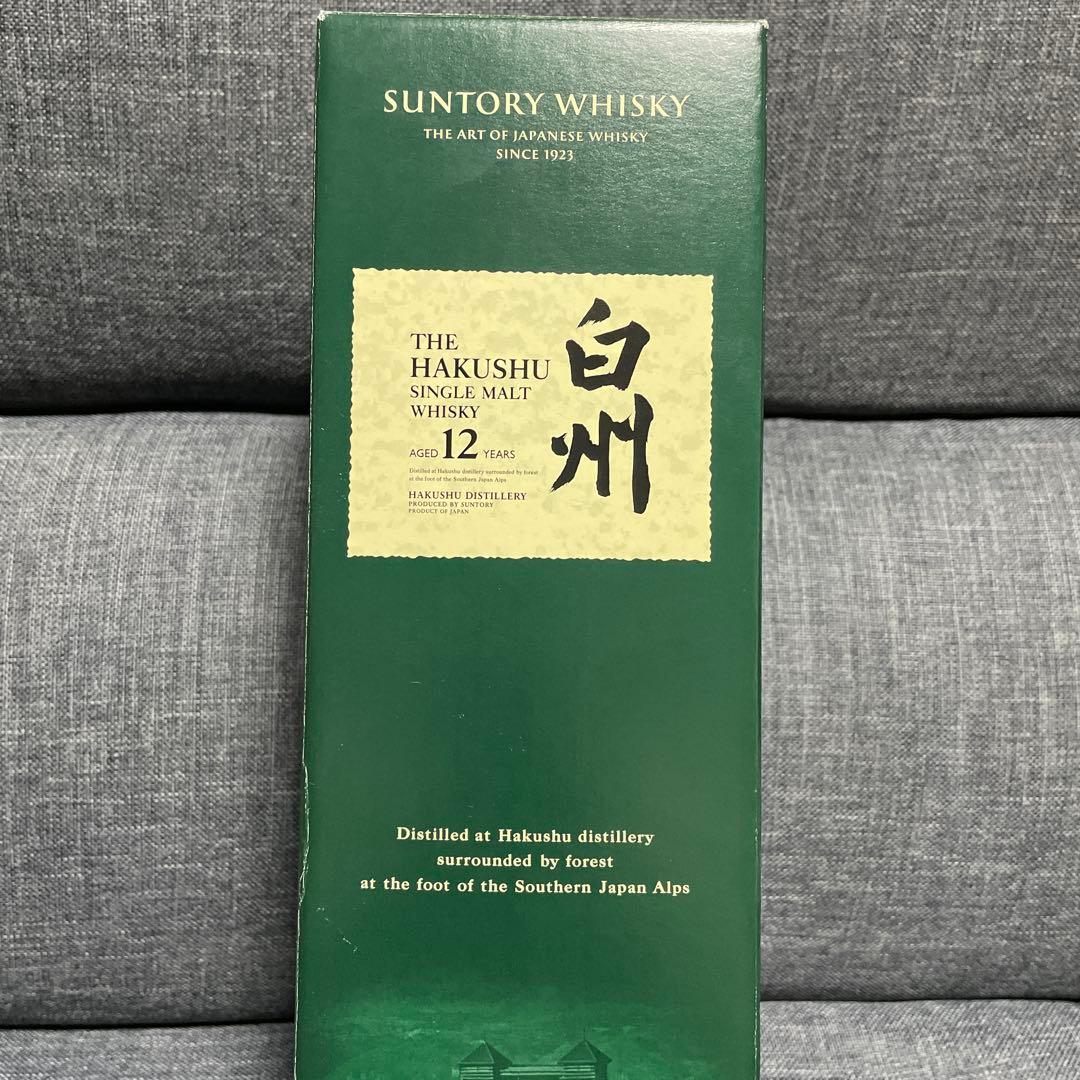 SUNTORY WHISKY
THE ART OF JAPANESE WHISKY
SINCE 1923
THE
HAKUSHU
SINGLE MALT
WHISKY
AGED 12 YEARS
Distilled at Hakushu distillery surrounded by forest
at the foot of the Southern Japan Alps
HAKUSHU DISTILLERY
PRODUCED BY SUNTORY
PRODUCT OF JAPAN
白州
Distilled at Hakushu distillery
surrounded by forest
at the foot of the Southern Japan Alps